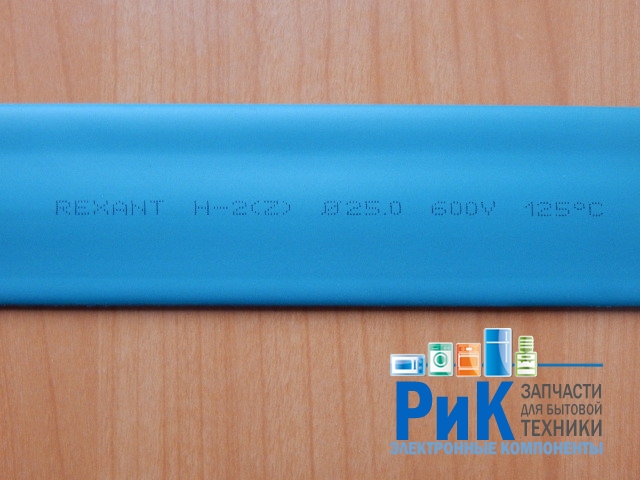 REXANT H-2(Z) Ø25.0 600V 125°C
РиК
ЗАПЧАСТИ
ДЛЯ БЫТОВОЙ
ТЕХНИКИ
ЭЛЕКТРОННЫЕ КОМПОНЕНТЫ